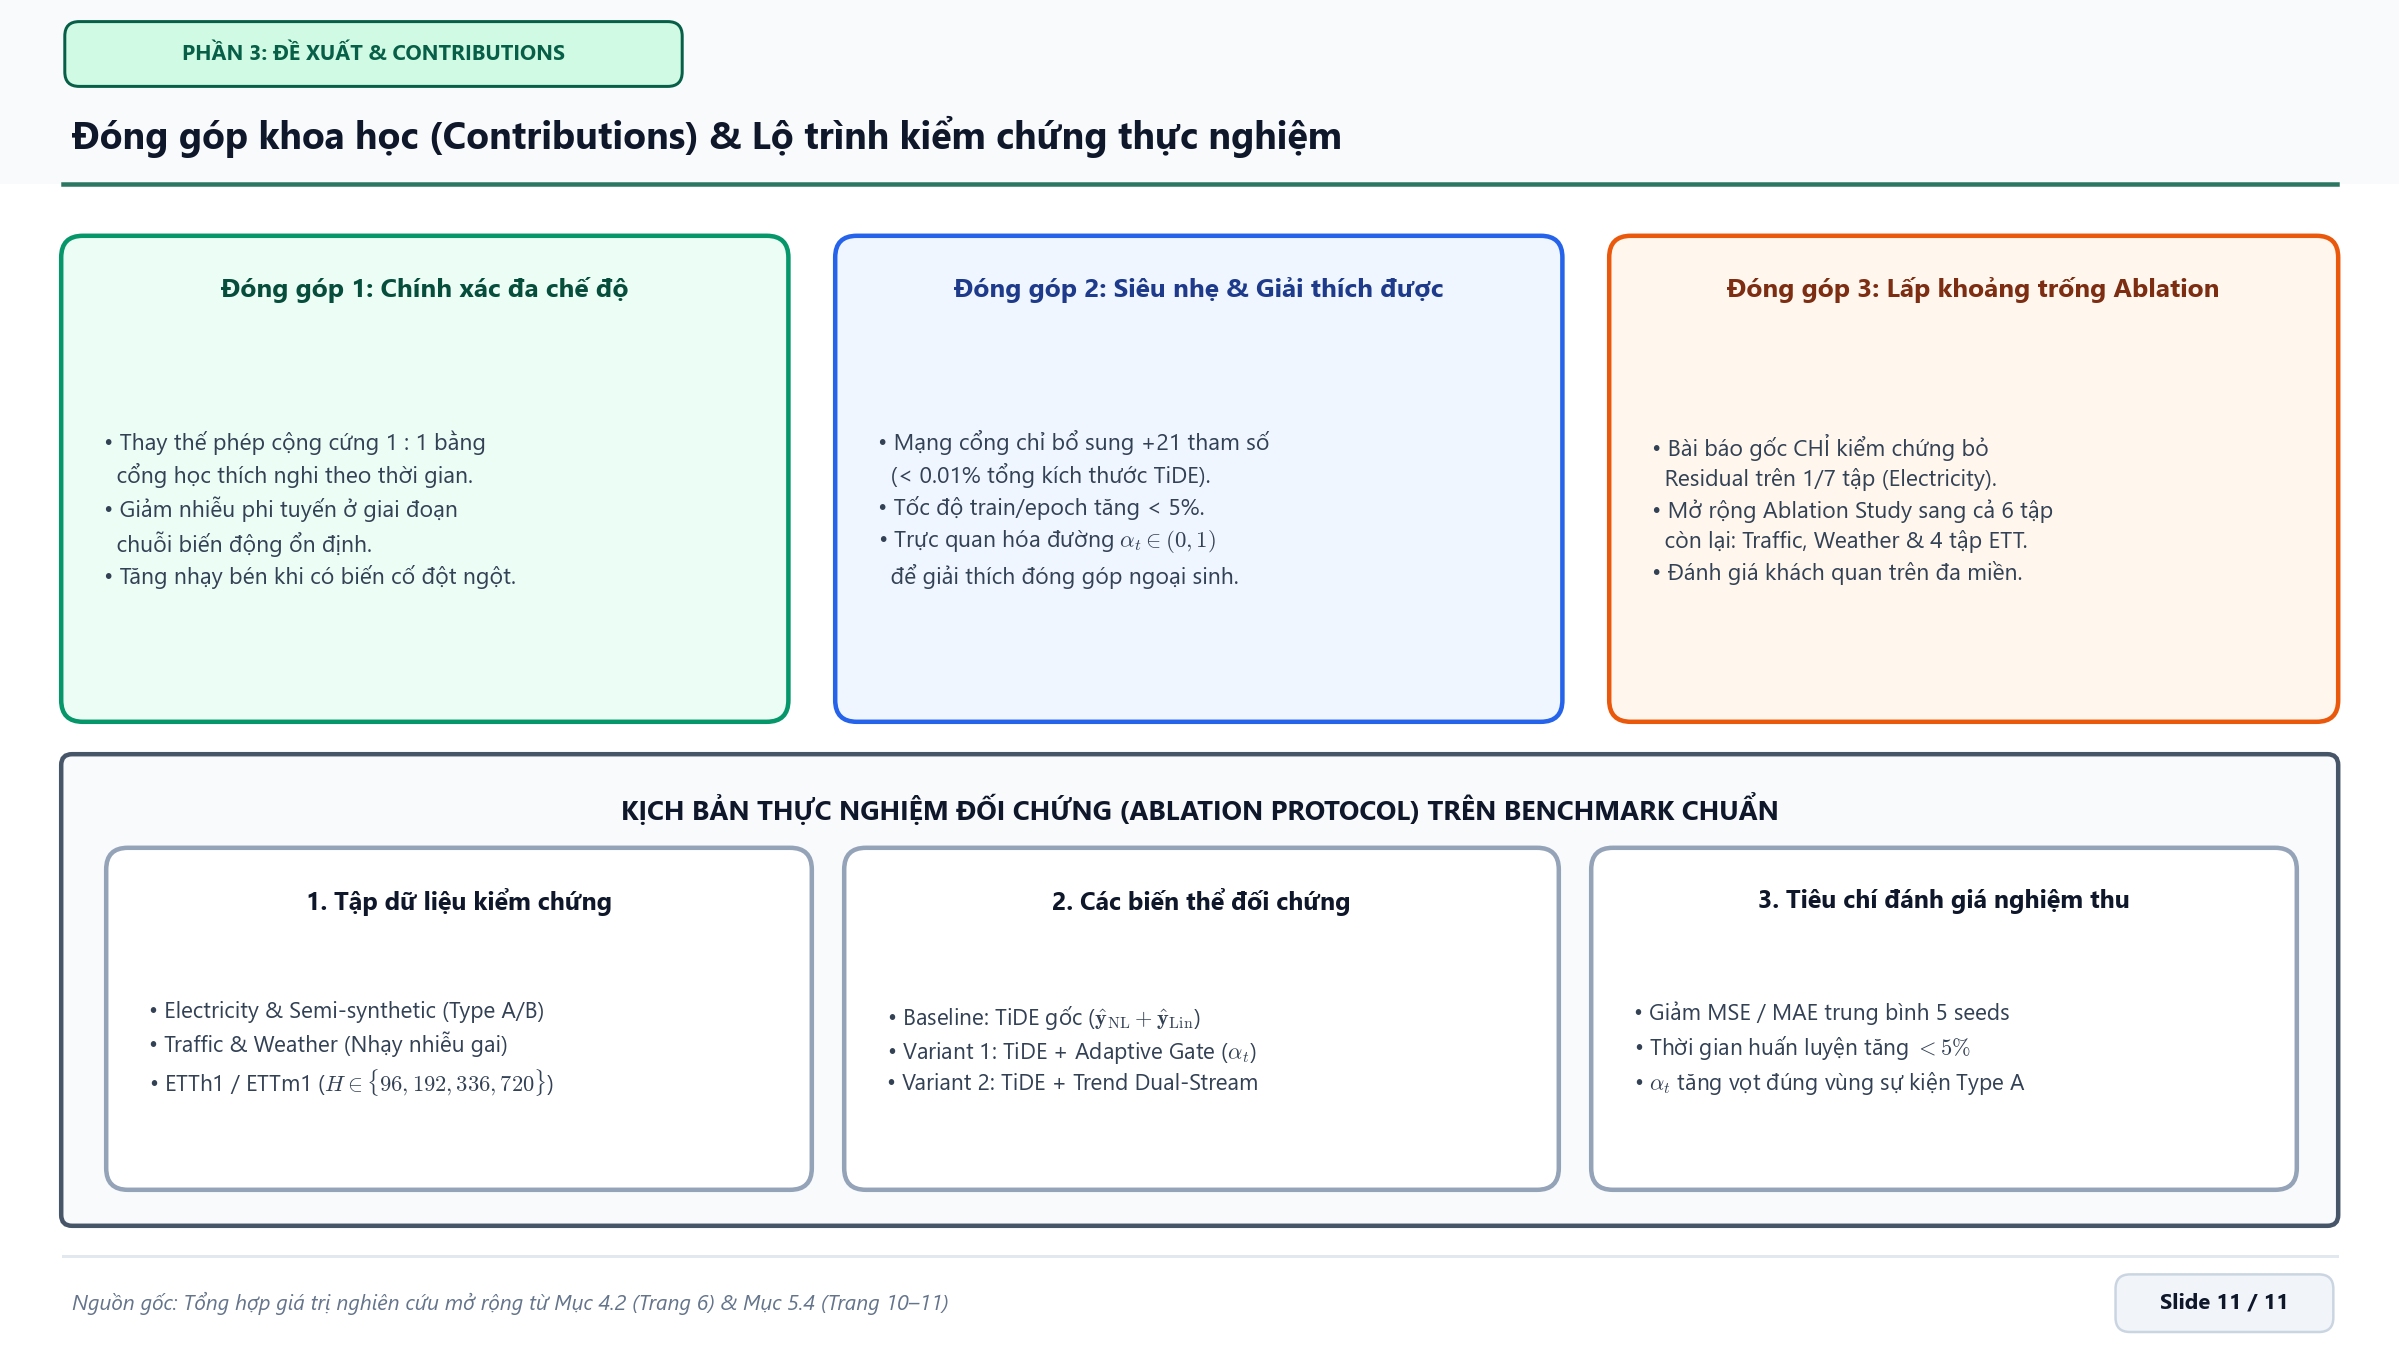 PHẦN 3: ĐỀ XUẤT & CONTRIBUTIONS
Đóng góp khoa học (Contributions) & Lộ trình kiểm chứng thực nghiệm
Đóng góp 1: Chính xác đa chế độ
• Thay thế phép cộng cứng 1 : 1 bằng
cổng học thích nghi theo thời gian.
• Giảm nhiễu phi tuyến ở giai đoạn
chuỗi biến động ổn định.
• Tăng nhạy bén khi có biến cố đột ngột.
Đóng góp 2: Siêu nhẹ & Giải thích được
• Mạng cổng chỉ bổ sung +21 tham số
(< 0.01% tổng kích thước TiDE).
• Tốc độ train/epoch tăng < 5%.
• Trực quan hóa đường αₜ ∈ (0, 1)
để giải thích đóng góp ngoại sinh.
Đóng góp 3: Lấp khoảng trống Ablation
• Bài báo gốc CHỈ kiểm chứng bỏ
Residual trên 1/7 tập (Electricity).
• Mở rộng Ablation Study sang cả 6 tập
còn lại: Traffic, Weather & 4 tập ETT.
• Đánh giá khách quan trên đa miền.
KỊCH BẢN THỰC NGHIỆM ĐỐI CHỨNG (ABLATION PROTOCOL) TRÊN BENCHMARK CHUẨN
1. Tập dữ liệu kiểm chứng
• Electricity & Semi-synthetic (Type A/B)
• Traffic & Weather (Nhạy nhiễu gai)
• ETTh1 / ETTm1 (H ∈ {96, 192, 336, 720})
2. Các biến thể đối chứng
• Baseline: TiDE gốc (ŷ_NL + ŷ_Lin)
• Variant 1: TiDE + Adaptive Gate (αₜ)
• Variant 2: TiDE + Trend Dual-Stream
3. Tiêu chí đánh giá nghiệm thu
• Giảm MSE / MAE trung bình 5 seeds
• Thời gian huấn luyện tăng < 5%
• αₜ tăng vọt đúng vùng sự kiện Type A
Nguồn gốc: Tổng hợp giá trị nghiên cứu mở rộng từ Mục 4.2 (Trang 6) & Mục 5.4 (Trang 10–11)
Slide 11 / 11